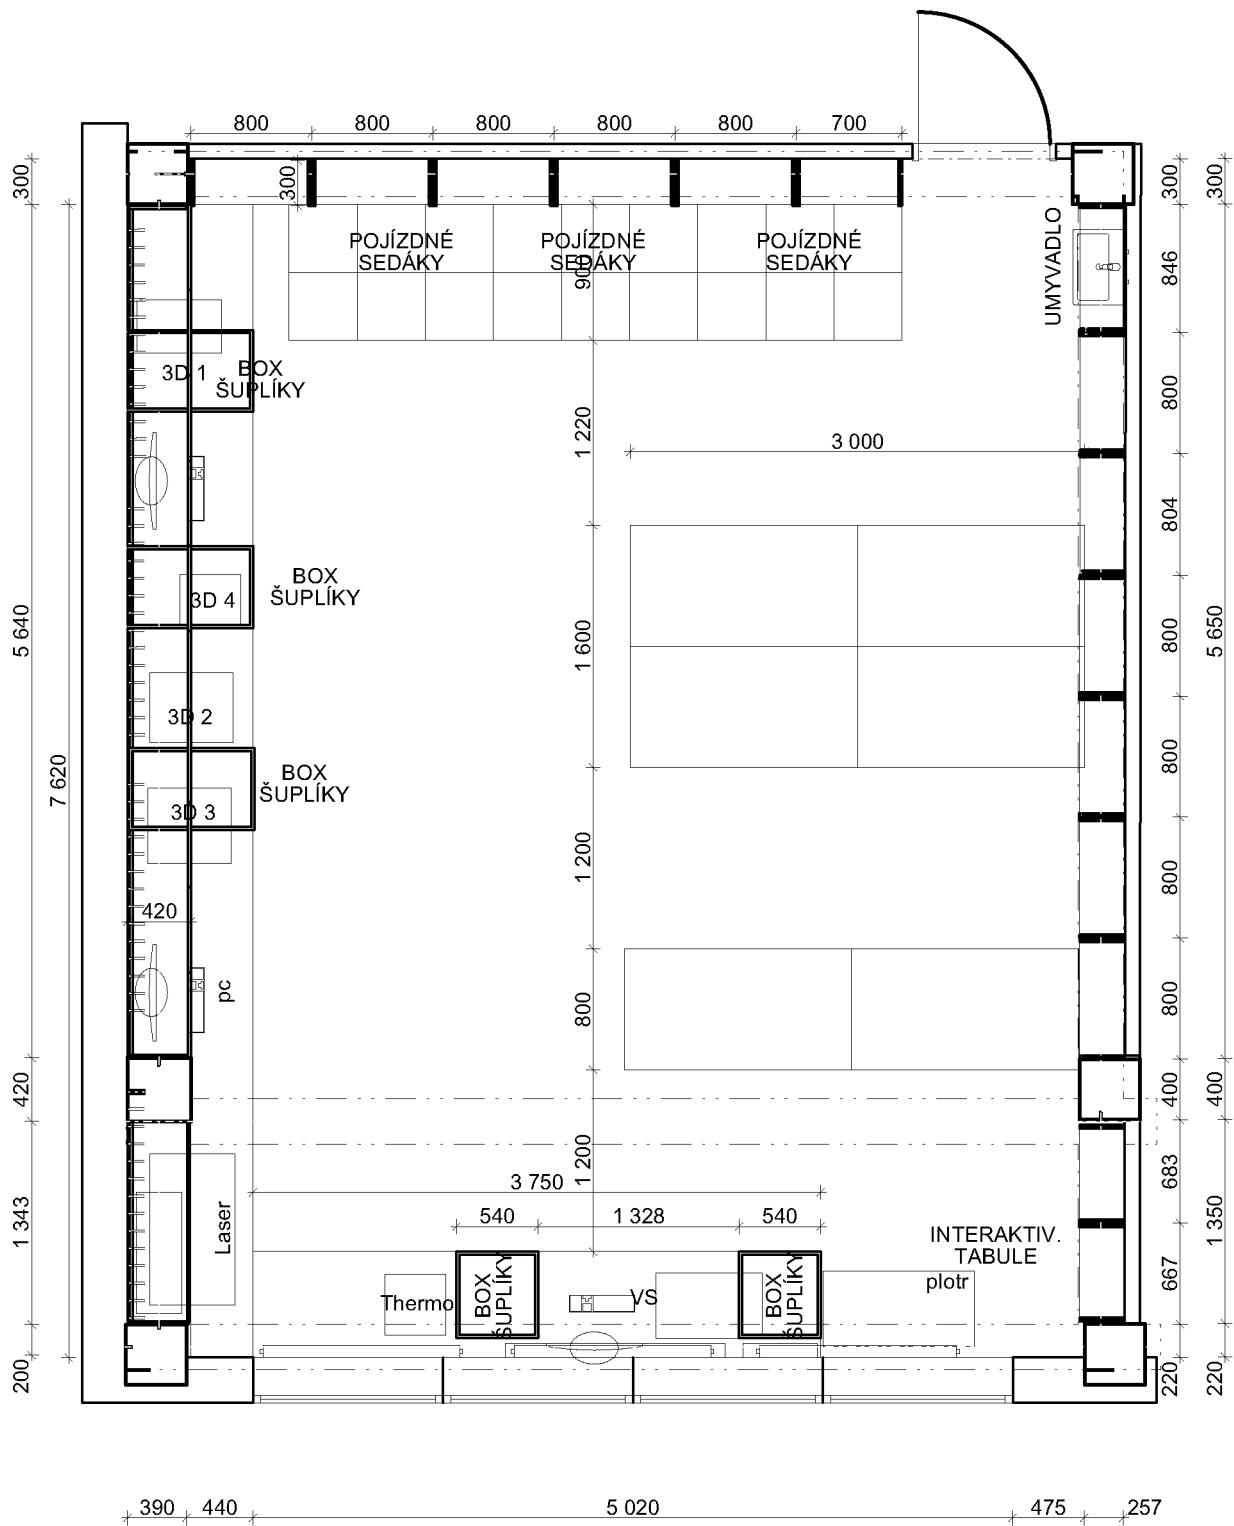 800
800
800
800
800
700
300
300
300
300
POJÍZDNÉ
SEDÁKY
POJÍZDNÉ
SEDÁKY
POJÍZDNÉ
SEDÁKY
900
UMYVADLO
846
3D 1
BOX
ŠUPLÍKY
800
1 220
3 000
804
BOX
ŠUPLÍKY
3D 4
5 640
1 600
800
5 650
3D 2
7 620
BOX
ŠUPLÍKY
3D 3
800
1 200
800
420
pc
800
800
420
400
400
1 200
683
3 750
1 343
Laser
540
1 328
540
1 350
INTERAKTIV.
TABULE
plotr
667
Thermo
BOX
ŠUPLÍKY
VS
BOX
ŠUPLÍKY
200
220
220
390
440
5 020
475
257